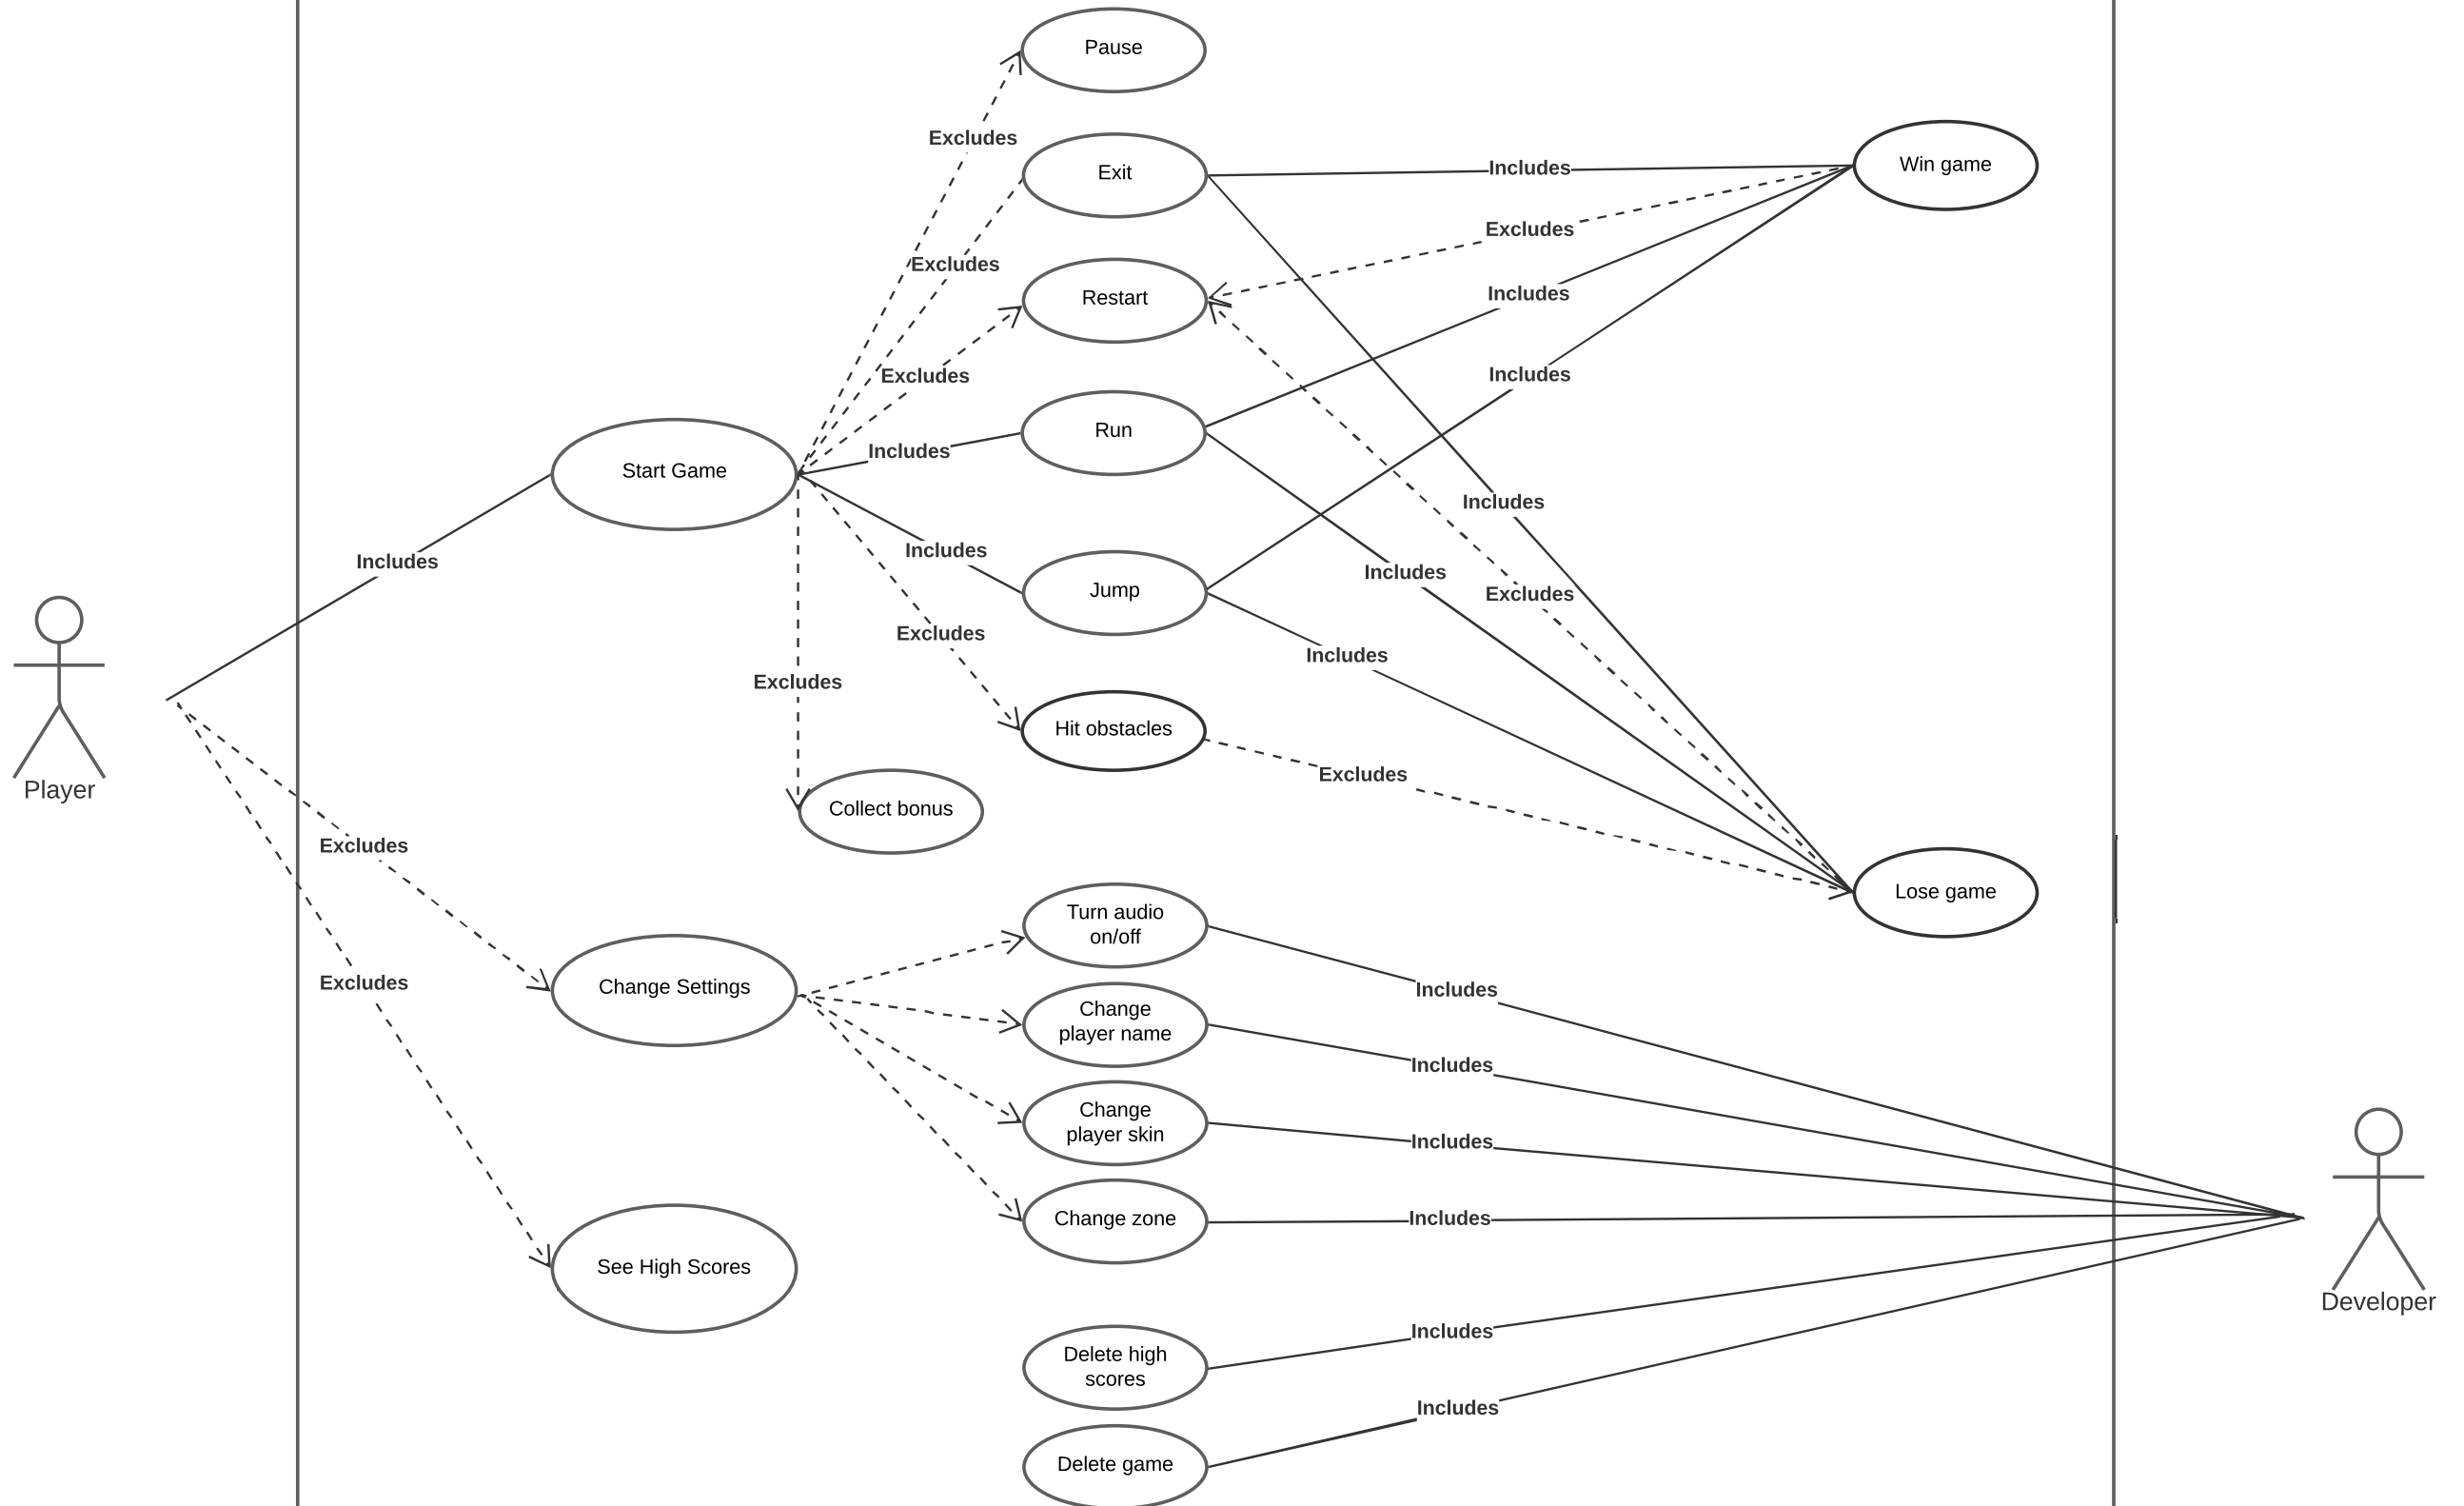 Pause
Excludes
Exit
Includes
Win game
Excludes
Excludes
Restart
Includes
Excludes
Includes
Run
Includes
Start Game
Includes
Includes
Includes
Jump
Includes
Excludes
Excludes
Includes
Excludes
Hit obstacles
Excludes
Player
Collect bonus
Excludes
Lose game
Turn audio
on/off
Excludes
Change Settings
Includes
Change
player name
Includes
Change
player skin
Includes
Change zone
Includes
See High Scores
Developer
Includes
Delete high
scores
Includes
Delete game